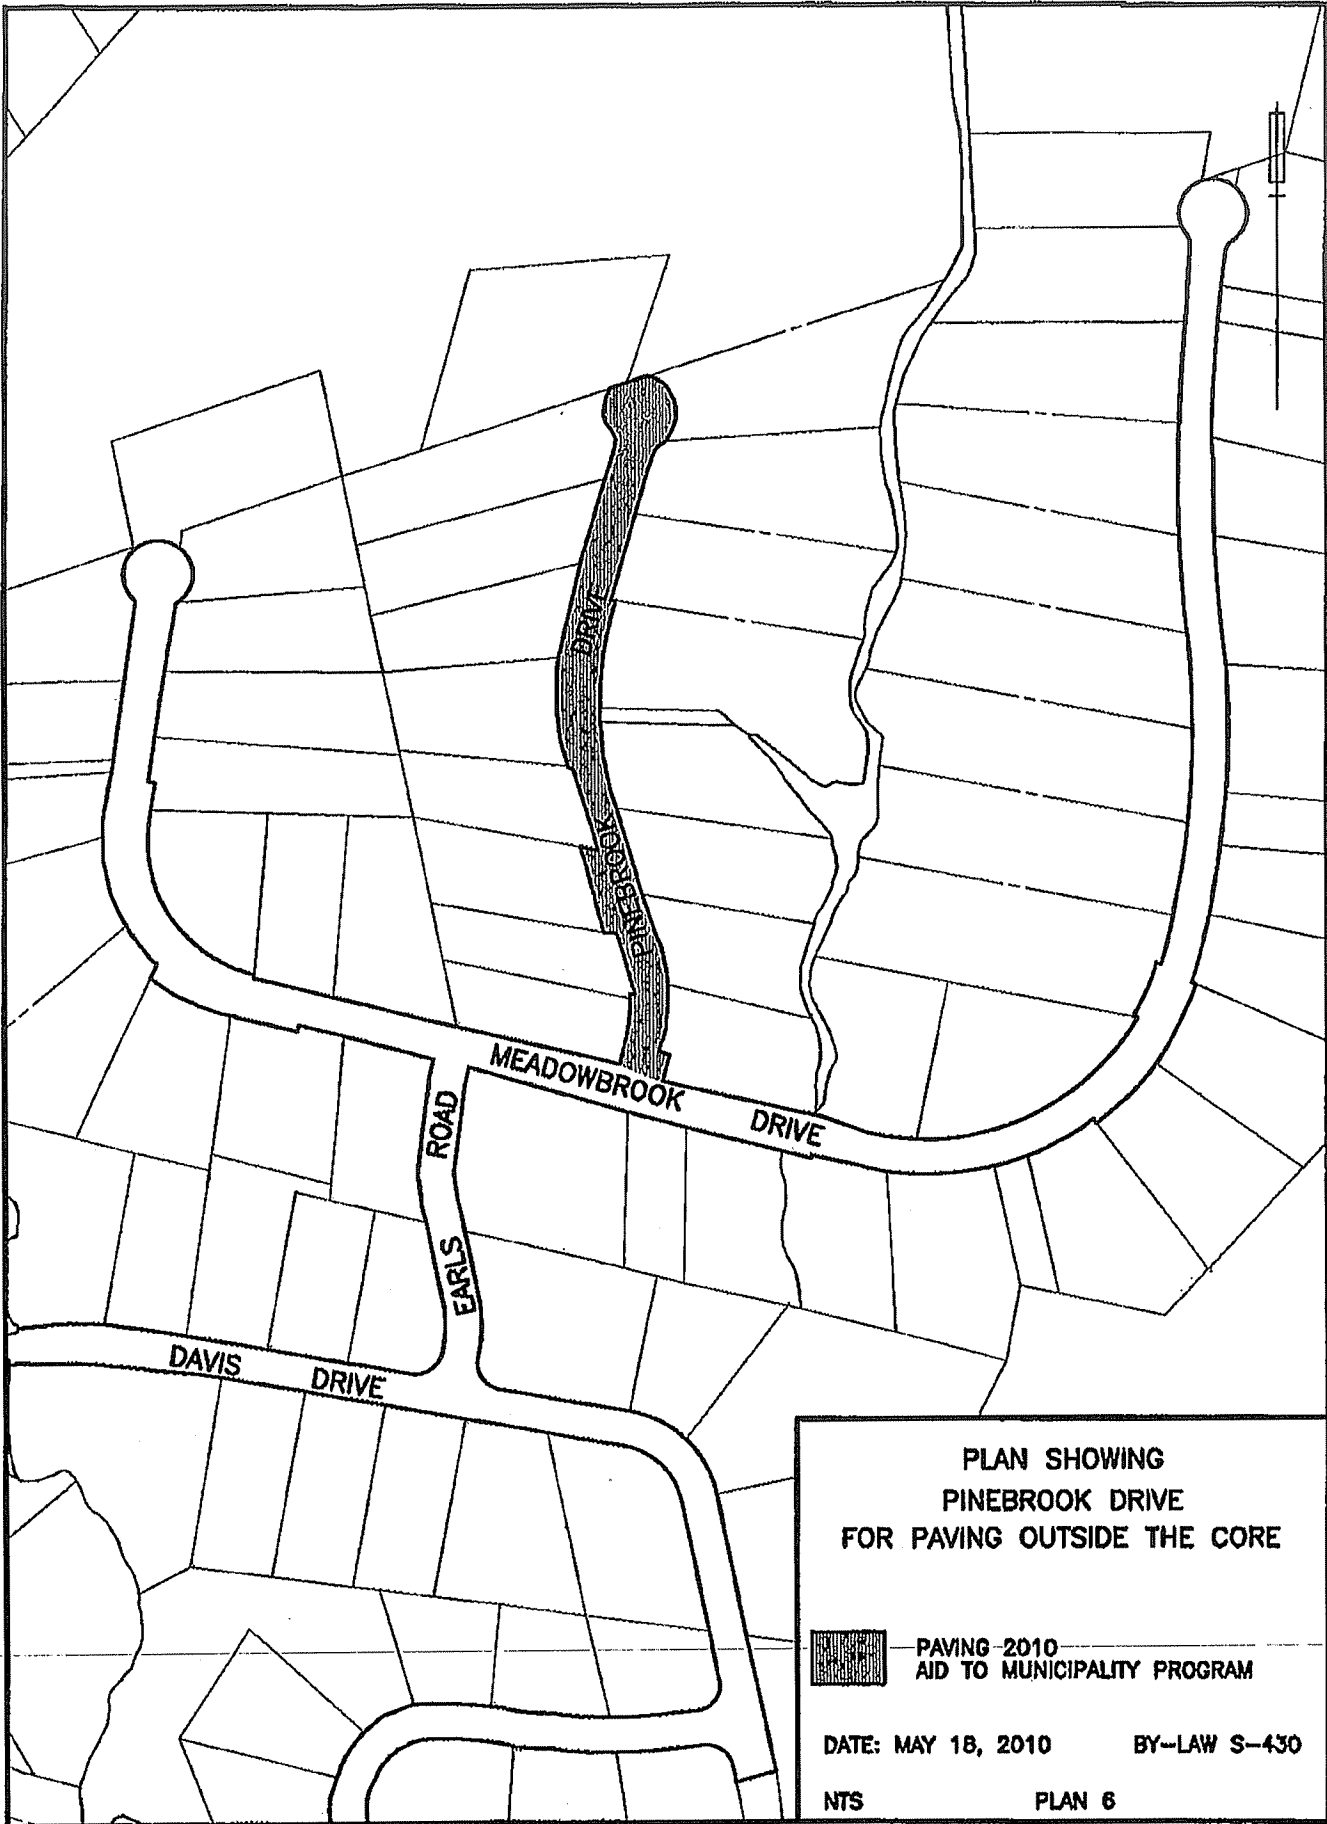 PINEBROOK DRIVE
MEADOWBROOK DRIVE
EARLS ROAD
DAVIS DRIVE
PLAN SHOWING
PINEBROOK DRIVE
FOR PAVING OUTSIDE THE CORE
PAVING 2010
AID TO MUNICIPALITY PROGRAM
DATE: MAY 18, 2010 BY-LAW S-430
NTS PLAN 6